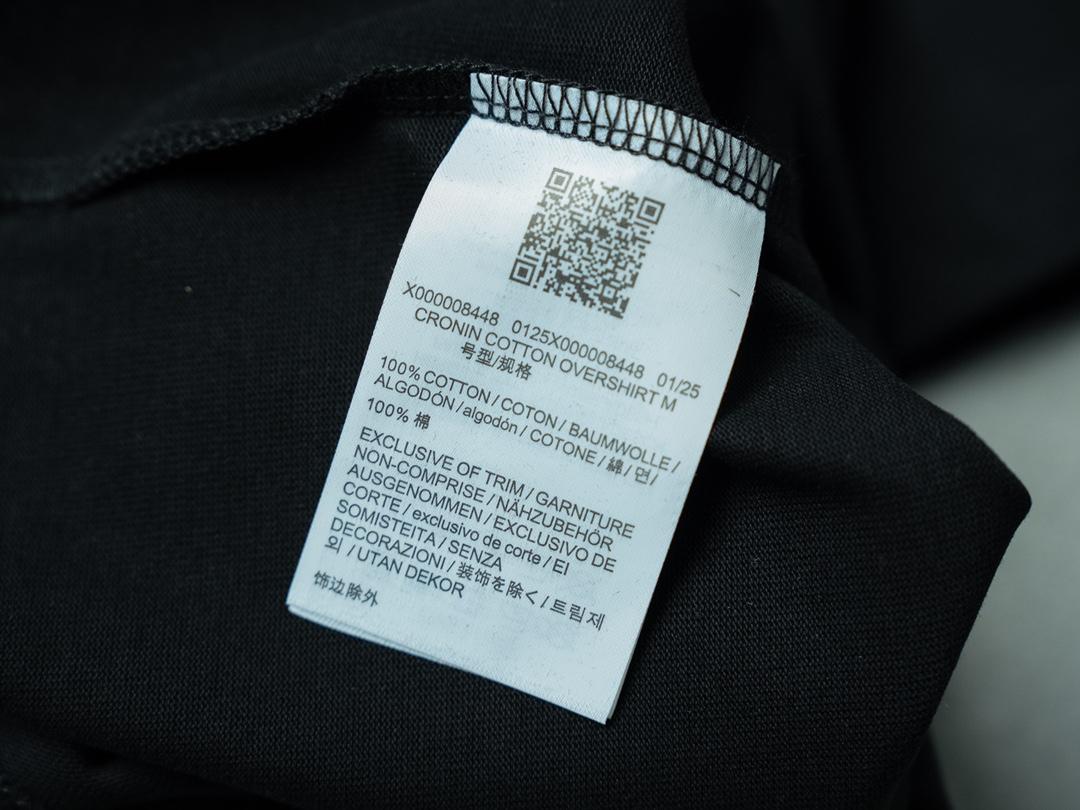 X000008448 0125X000008448 01/25
CRONIN COTTON OVERSHIRT M
号型/规格
100% COTTON / COTON / BAUMWOLLE /
ALGODÓN / algodón / COTONE / 綿 / 면 /
100% 棉
EXCLUSIVE OF TRIM / GARNITURE
NON-COMPRISE / NÄHZUBEHÖR
AUSGENOMMEN / EXCLUSIVO DE
CORTE / exclusivo de corte / EI
SOMISTEITA / SENZA
DECORAZIONI / 装飾を除く / 트림 제
외 / UTAN DEKOR
饰边除外